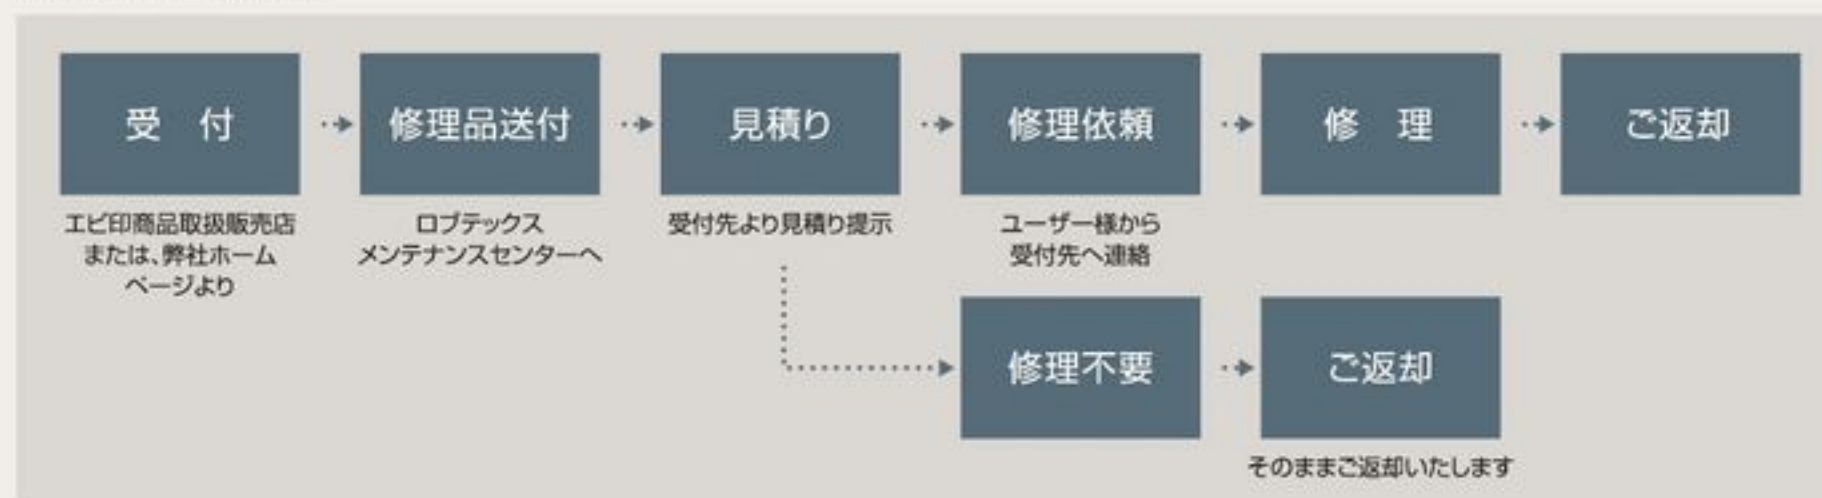 受　付
修理品送付
見積り
修理依頼
修　理
ご返却
エビ印商品取扱販売店
または、弊社ホーム
ページより
ロブテックス
メンテナンスセンターへ
受付先より見積り提示
ユーザー様から
受付先へ連絡
修理不要
ご返却
そのままご返却いたします